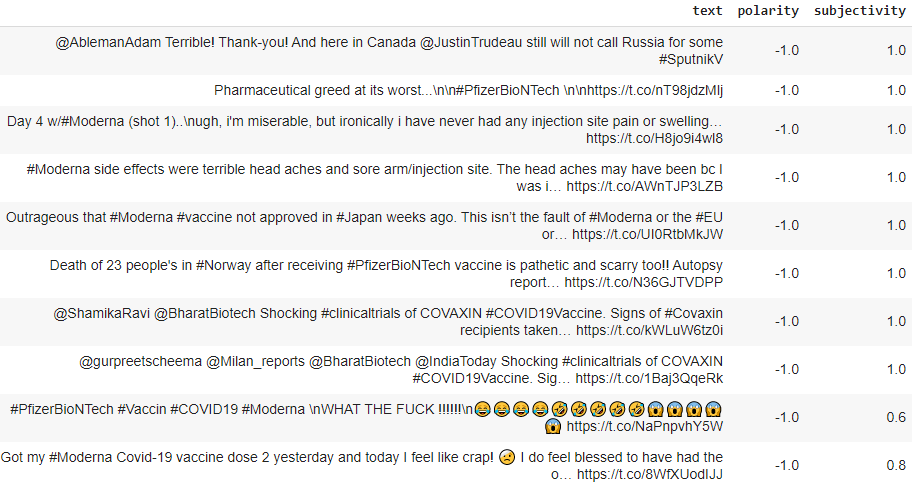 text polarity subjectivity
@AblemanAdam Terrible! Thank-you! And here in Canada @JustinTrudeau still will not call Russia for some
#SputnikV
-1.0 1.0
Pharmaceutical greed at its worst...\n\n#PfizerBioNTech \n\nhttps://t.co/nT98jdzMlj -1.0 1.0
Day 4 w/#Moderna (shot 1)..\nugh, i'm miserable, but ironically i have never had any injection site pain or swelling…
https://t.co/H8jo9i4wl8
-1.0 1.0
#Moderna side effects were terrible head aches and sore arm/injection site. The head aches may have been bc I
was i… https://t.co/AWnTJP3LZB
-1.0 1.0
Outrageous that #Moderna #vaccine not approved in #Japan weeks ago. This isn’t the fault of #Moderna or the #EU
or… https://t.co/UI0RtbMkJW
-1.0 1.0
Death of 23 people's in #Norway after receiving #PfizerBioNTech vaccine is pathetic and scarry too!! Autopsy
report… https://t.co/N36GJTVDPP
-1.0 1.0
@ShamikaRavi @BharatBiotech Shocking #clinicaltrials of COVAXIN #COVID19Vaccine. Signs of #Covaxin
recipients taken… https://t.co/kWLuW6tz0i
-1.0 1.0
@gurpreetscheema @Milan_reports @BharatBiotech @IndiaToday Shocking #clinicaltrials of COVAXIN
#COVID19Vaccine. Sig… https://t.co/1Baj3QqeRk
-1.0 1.0
#PfizerBioNTech #Vaccin #COVID19 #Moderna \nWHAT THE FUCK !!!!!!\n😂😂😂😂🤣🤣🤣🤣🤣😱😱😱😱
😱 https://t.co/NaPnpvhY5W
-1.0 0.6
Got my #Moderna Covid-19 vaccine dose 2 yesterday and today I feel like crap! 😟 I do feel blessed to have had the
o… https://t.co/8WfXUodIJJ
-1.0 0.8